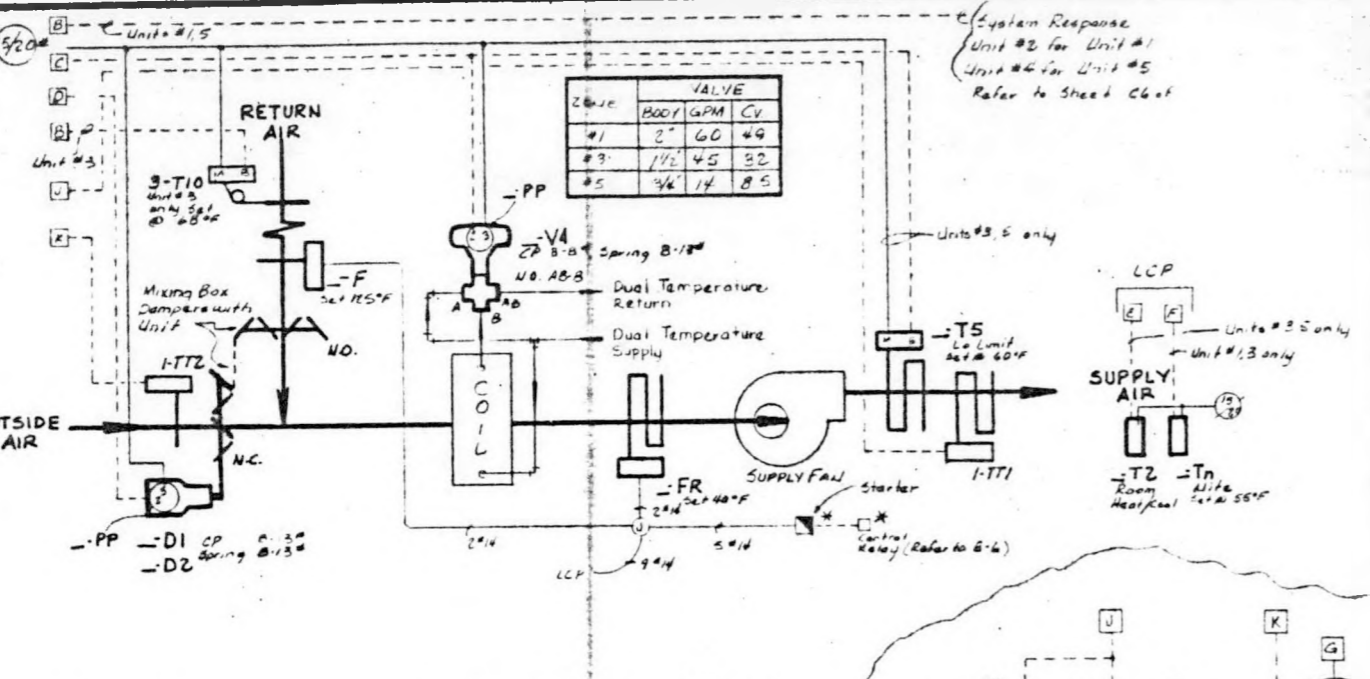 5/20#
B
Units #1,5
C
D
B
Unit #3
J
K
System Response
Unit #2 for Unit #1
Unit #4 for Unit #5
Refer to Sheet C6 of
RETURN
AIR
ZONE VALVE
BODY GPM Cv
#1 2" 60 49
#3 1½" 45 32
#5 ¾" 14 8.5
3-T10
Unit #3
only Set
@ 68°F
A B
_-PP
_-V4
CP 8-8# Spring 8-13#
N.O. AB-B
A AB
B
_-F
Set 125°F
Dual Temperature
Return
Dual Temperature
Supply
Mixing Box
Dampers with
Unit
N.O.
1-TT2
Units #3,5 only
_-T5
Lo Limit
Set @ 60°F
LCP
E F
Units #3 5 only
Unit #1,3 only
SUPPLY
AIR
TSIDE
AIR
COIL
N.C.
SUPPLY FAN
1-TT1
_-T2
Room
Heat/Cool
_-Tn
Nite
Set @ 55°F
_-FR
Set 40°F
2#14
Starter
J
_-PP
_-D1 CP 8-13#
_-D2 Spring 8-13#
2#14
5#14
* *
Control
Relay (Refer to E-6)
LCP
9#14
J
K
G